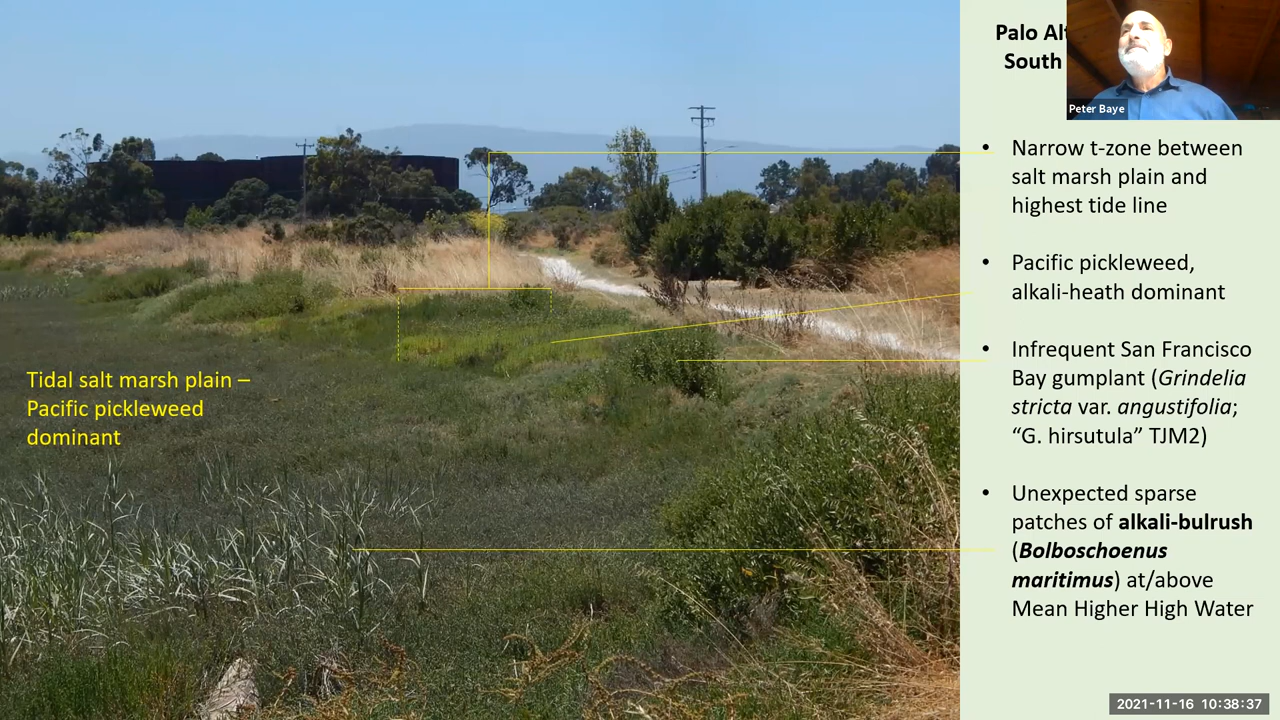 Palo Al
South
Peter Baye
• Narrow t-zone between
salt marsh plain and
highest tide line
• Pacific pickleweed,
alkali-heath dominant
• Infrequent San Francisco
Bay gumplant (Grindelia
stricta var. angustifolia;
“G. hirsutula” TJM2)
• Unexpected sparse
patches of alkali-bulrush
(Bolboschoenus
maritimus) at/above
Mean Higher High Water
Tidal salt marsh plain –
Pacific pickleweed
dominant
2021-11-16 10:38:37